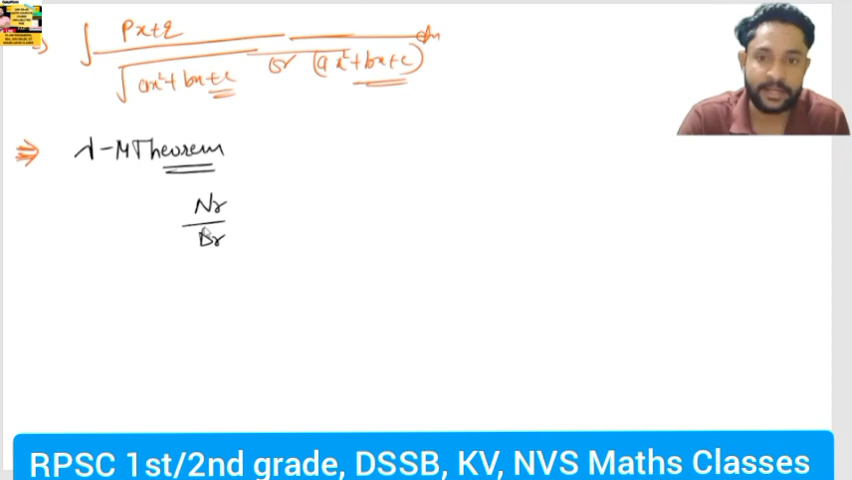 ∫ Px+q / √ax²+bx+c or (ax²+bx+c) dx
⇒ λ-M Theorem
Nr
Dr
RPSC 1st/2nd grade, DSSB, KV, NVS Maths Classes